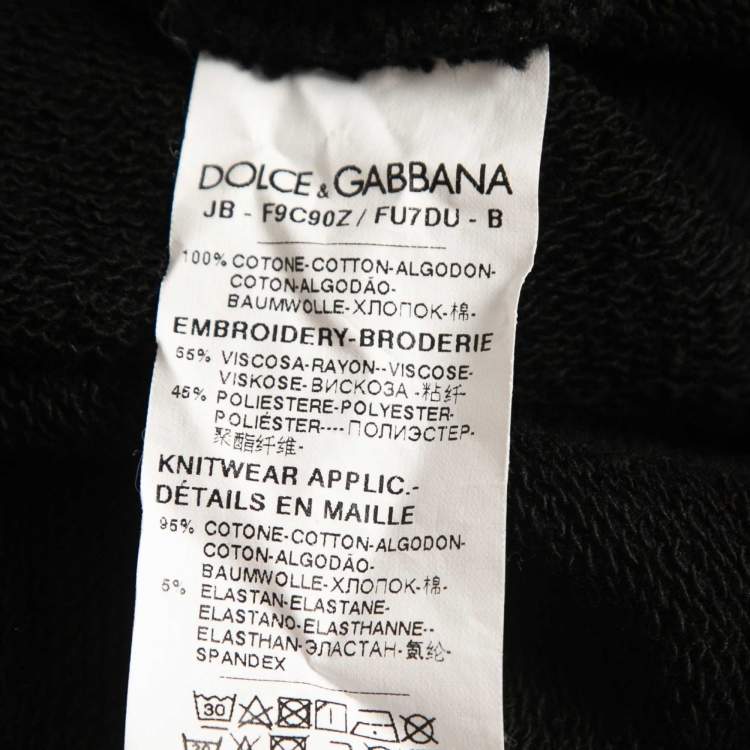 DOLCE & GABBANA
JB - F9C90Z / FU7DU - B
100% COTONE-COTTON-ALGODON-
COTON-ALGODÃO-
BAUMWOLLE-ХЛОПОК-棉-
EMBROIDERY-BRODERIE
55% VISCOSA-RAYON--VISCOSE-
VISKOSE-ВИСКОЗА -粘纤-
45% POLIESTERE-POLYESTER-
POLIÉSTER----ПОЛИЭСТЕР-
聚酯纤维-
KNITWEAR APPLIC.-
DÉTAILS EN MAILLE
95% COTONE-COTTON-ALGODON-
COTON-ALGODÃO-
BAUMWOLLE-ХЛОПОК-棉-
5% ELASTAN-ELASTANE-
ELASTANO-ELASTHANNE--
ELASTHAN-ЭЛАСТАН-氨纶-
SPANDEX
30
30